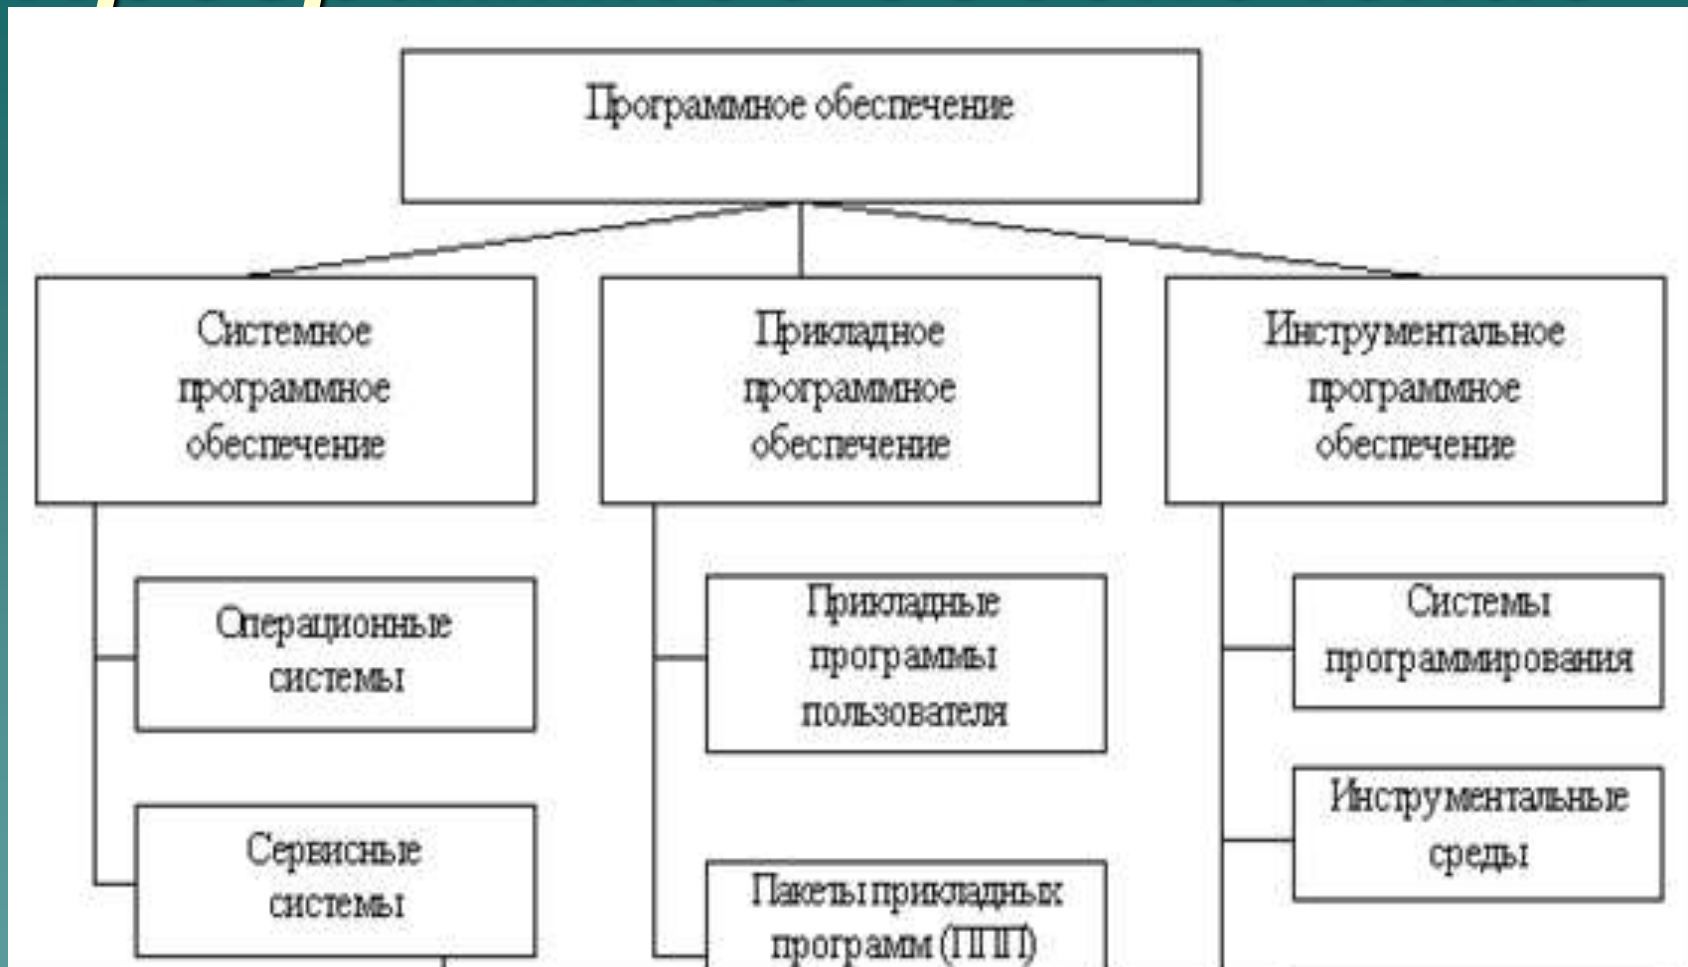 Программное обеспечение
Системное
программное
обеспечение
Прикладное
программное
обеспечение
Инструментальное
программное
обеспечение
Операционные
системы
Сервисные
системы
Прикладные
программы
пользователя
Пакеты прикладных
программ (ППП)
Системы
программирования
Инструментальные
среды